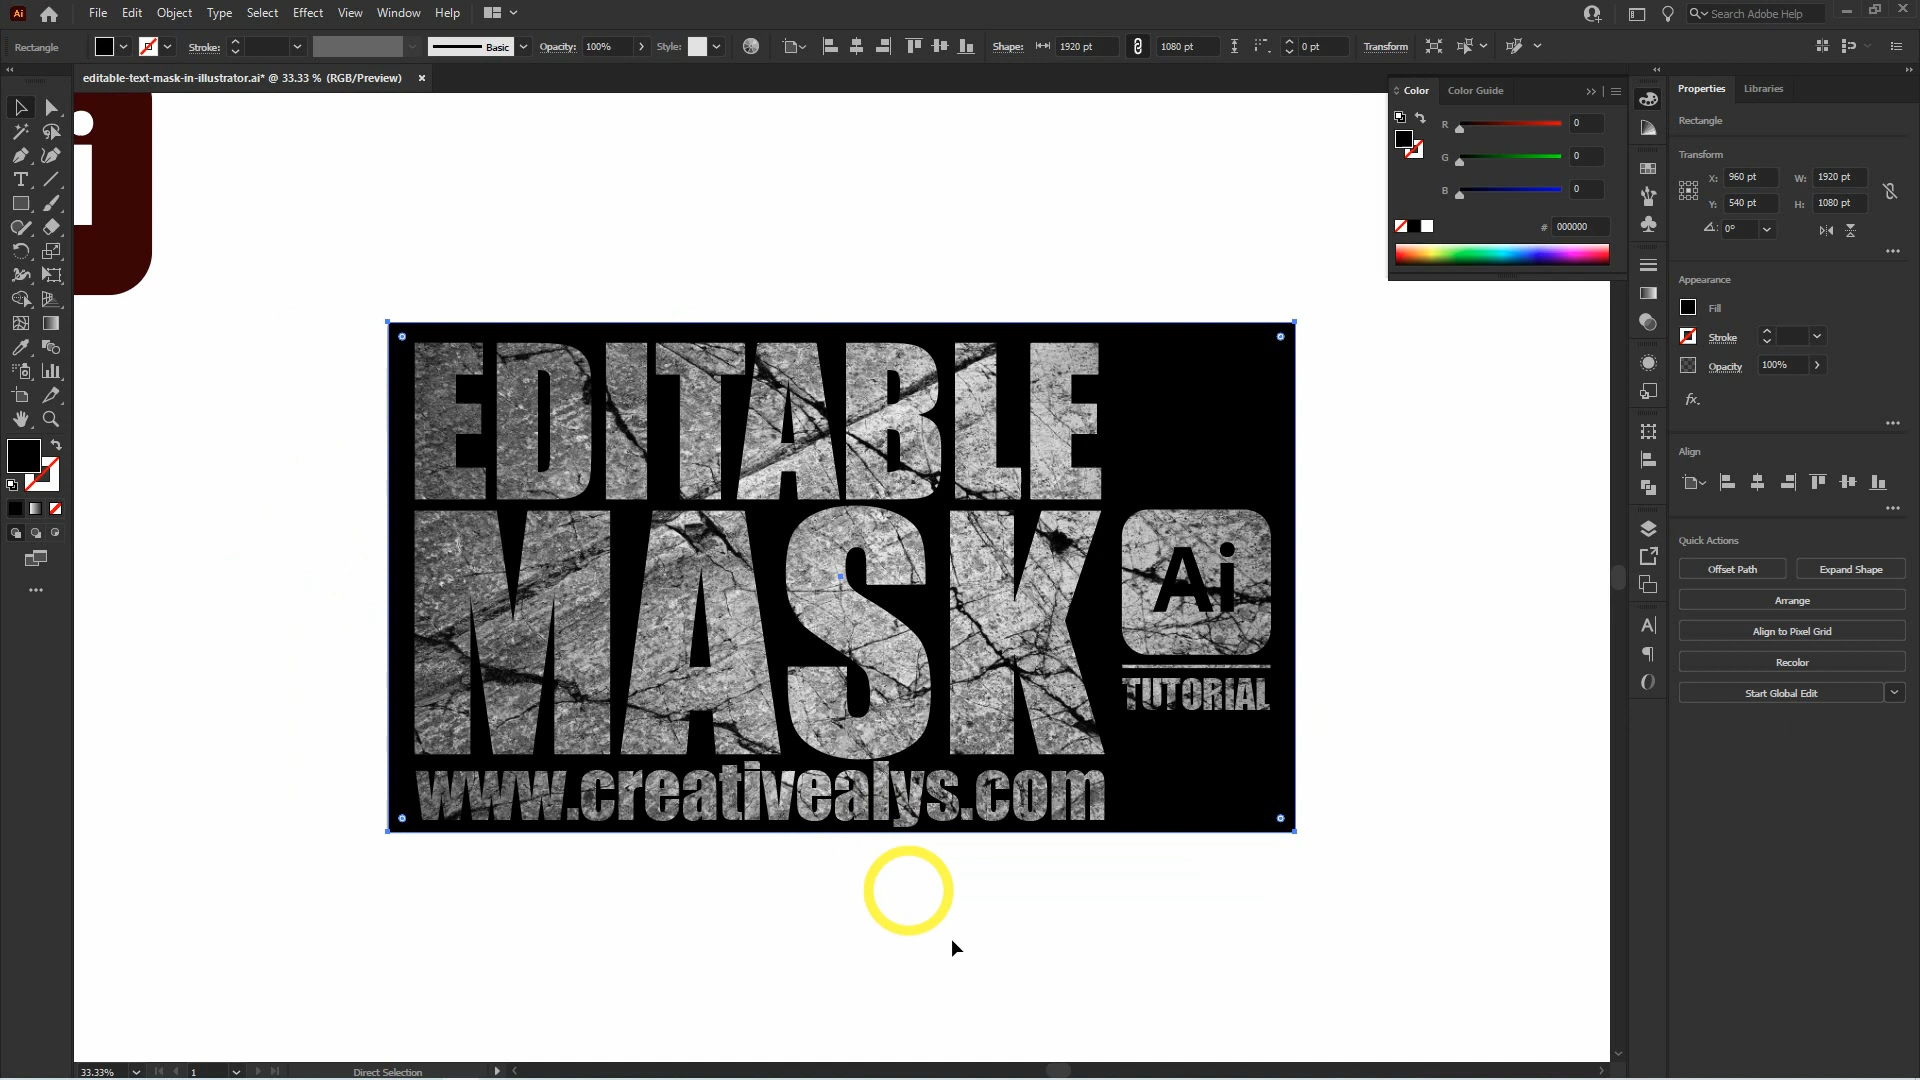 Ai File Edit Object Type Select Effect View Window Help Search Adobe Help
Rectangle Stroke: Basic Opacity: 100% Style: Shape: 1920 pt 1080 pt 0 pt Transform
editable-text-mask-in-illustrator.ai* @ 33.33 % (RGB/Preview) ×
Color Color Guide
R 0
G 0
B 0
# 000000
Properties Libraries
Rectangle
Transform
X: 960 pt W: 1920 pt
Y: 540 pt H: 1080 pt
0°
Appearance
Fill
Stroke
Opacity 100%
fx.
Align
Quick Actions
Offset Path Expand Shape
Arrange
Align to Pixel Grid
Recolor
Start Global Edit
i
EDITABLE
MASK
Ai
TUTORIAL
www.creativealys.com
33.33% 1 Direct Selection